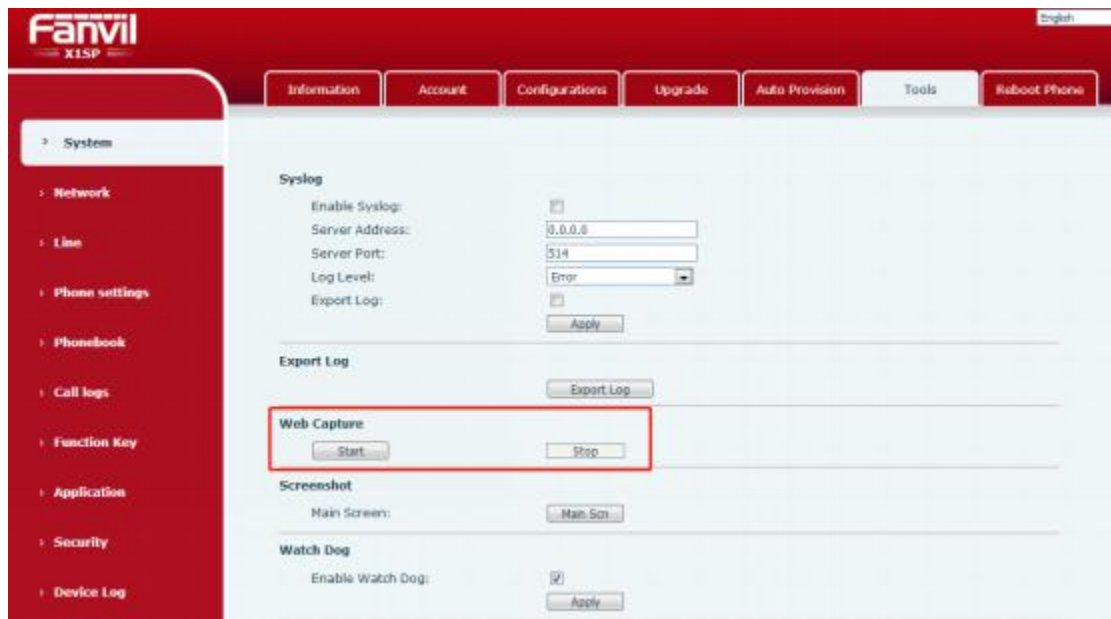 Fanvil
X1SP
English
Information Account Configurations Upgrade Auto Provision Tools Reboot Phone
› System
› Network
› Line
› Phone settings
› Phonebook
› Call logs
› Function Key
› Application
› Security
› Device Log
Syslog
Enable Syslog:
Server Address: 0.0.0.0
Server Port: 514
Log Level: Error
Export Log:
Apply
Export Log
Export Log
Web Capture
Start Stop
Screenshot
Main Screen: Main Scn
Watch Dog
Enable Watch Dog:
Apply